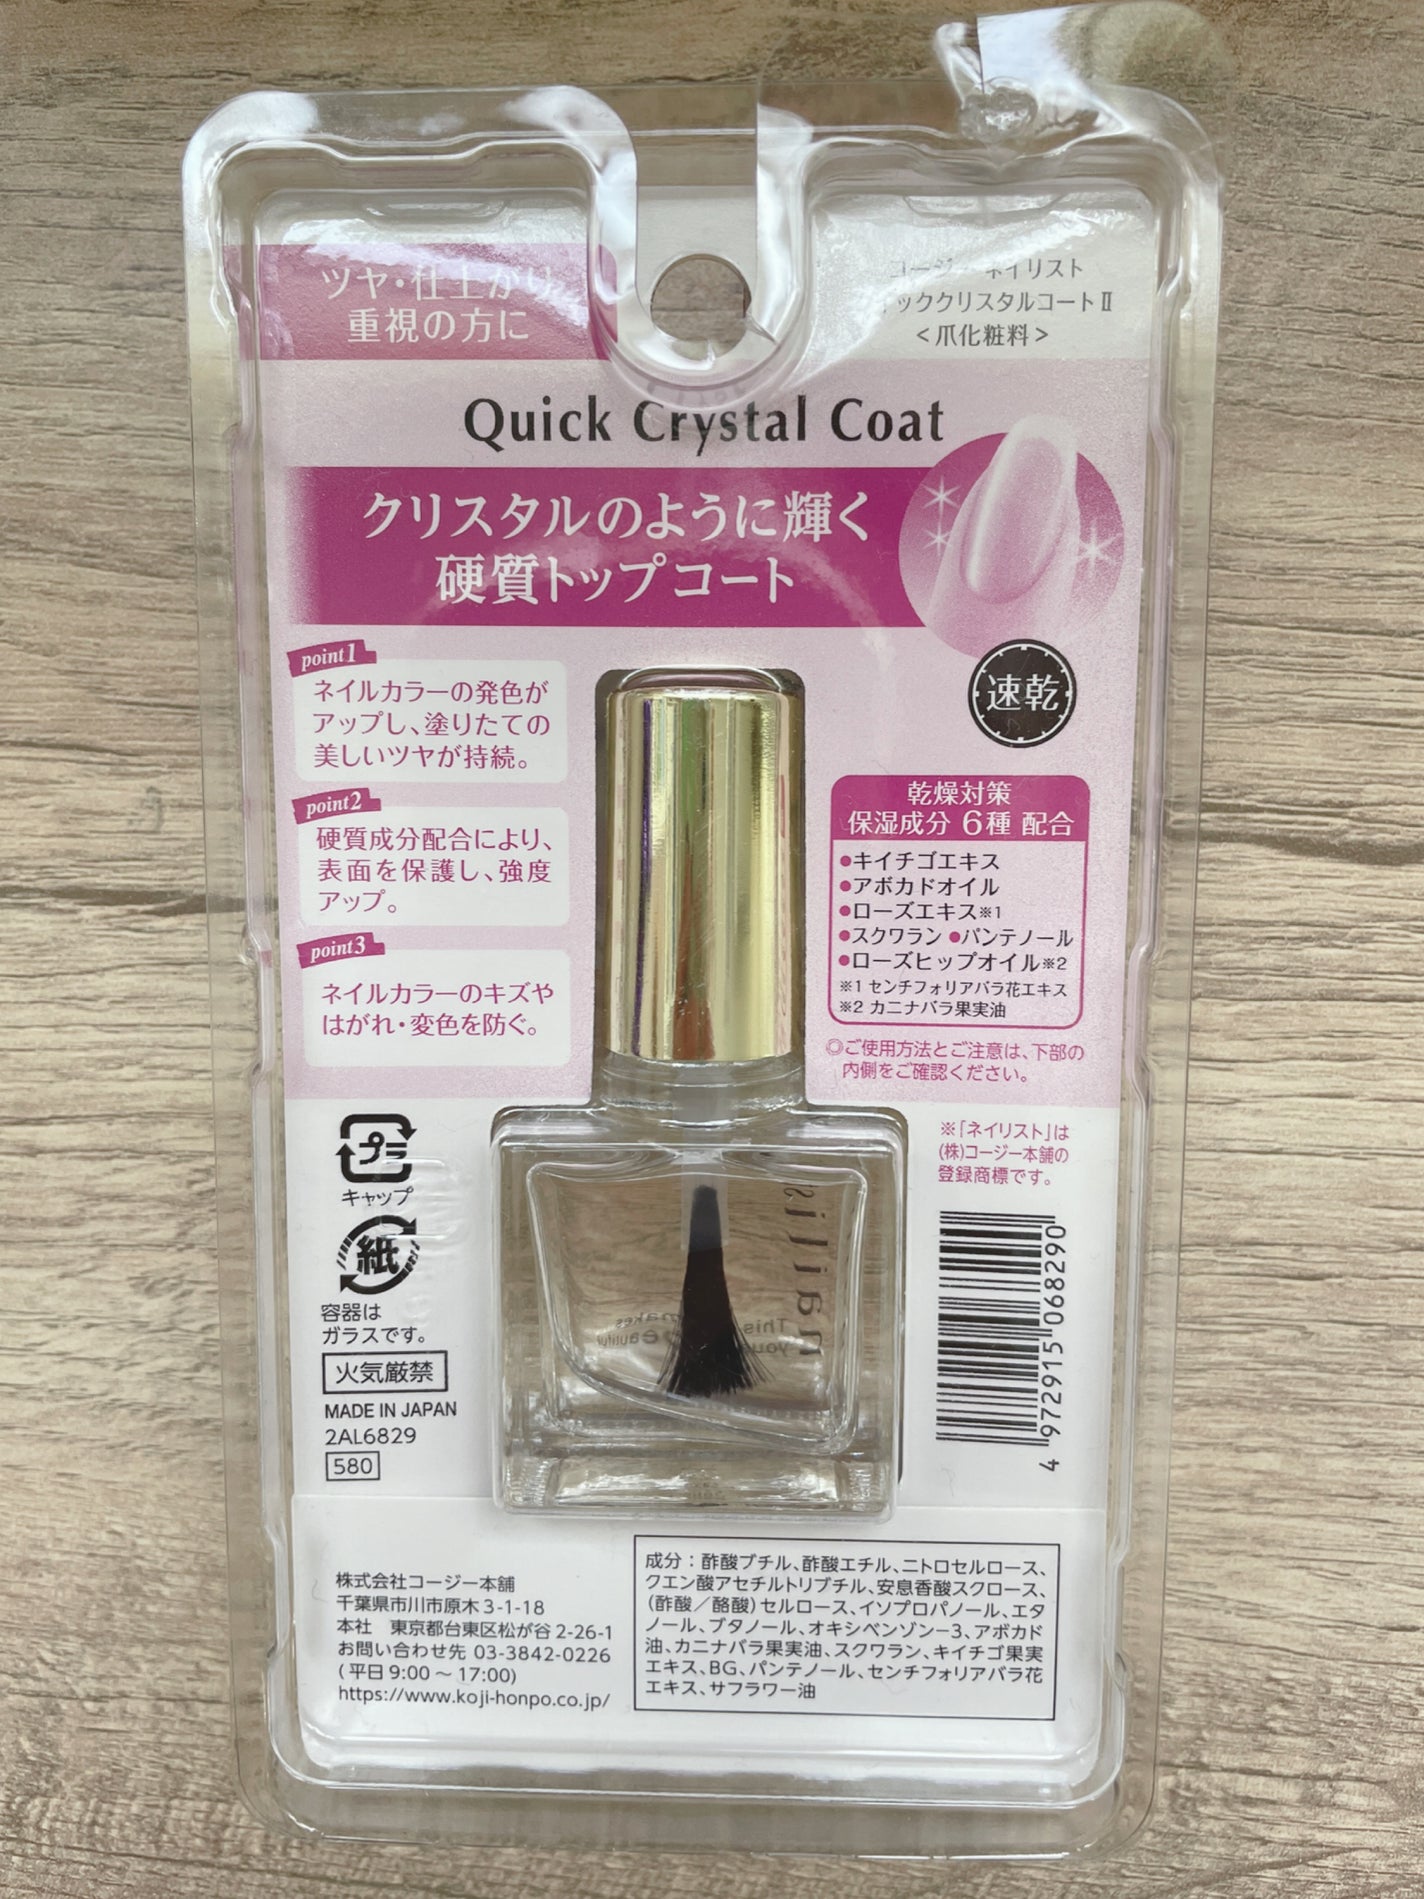 ツヤ・仕上がり
重視の方に
コージー ネイリスト
イッククリスタルコートⅡ
<爪化粧料>
Quick Crystal Coat
クリスタルのように輝く
硬質トップコート
point1
ネイルカラーの発色が
アップし、塗りたての
美しいツヤが持続。
point2
硬質成分配合により、
表面を保護し、強度
アップ。
point3
ネイルカラーのキズや
はがれ・変色を防ぐ。
速乾
乾燥対策
保湿成分 6種 配合
●キイチゴエキス
●アボカドオイル
●ローズエキス※1
●スクワラン ●パンテノール
●ローズヒップオイル※2
※1 センチフォリアバラ花エキス
※2 カニナバラ果実油
◎ご使用方法とご注意は、下部の
内側をご確認ください。
※「ネイリスト」は
(株)コージー本舗の
登録商標です。
4 972915 068290
プラ
キャップ
紙
容器は
ガラスです。
火気厳禁
MADE IN JAPAN
2AL6829
580
This makes
you beautiful
株式会社コージー本舗
千葉県市川市原木3-1-18
本社 東京都台東区松が谷2-26-1
お問い合わせ先 03-3842-0226
(平日9:00～17:00)
https://www.koji-honpo.co.jp/
成分：酢酸ブチル、酢酸エチル、ニトロセルロース、
クエン酸アセチルトリブチル、安息香酸スクロース、
(酢酸／酪酸)セルロース、イソプロパノール、エタ
ノール、ブタノール、オキシベンゾン-3、アボカド
油、カニナバラ果実油、スクワラン、キイチゴ果実
エキス、BG、パンテノール、センチフォリアバラ花
エキス、サフラワー油